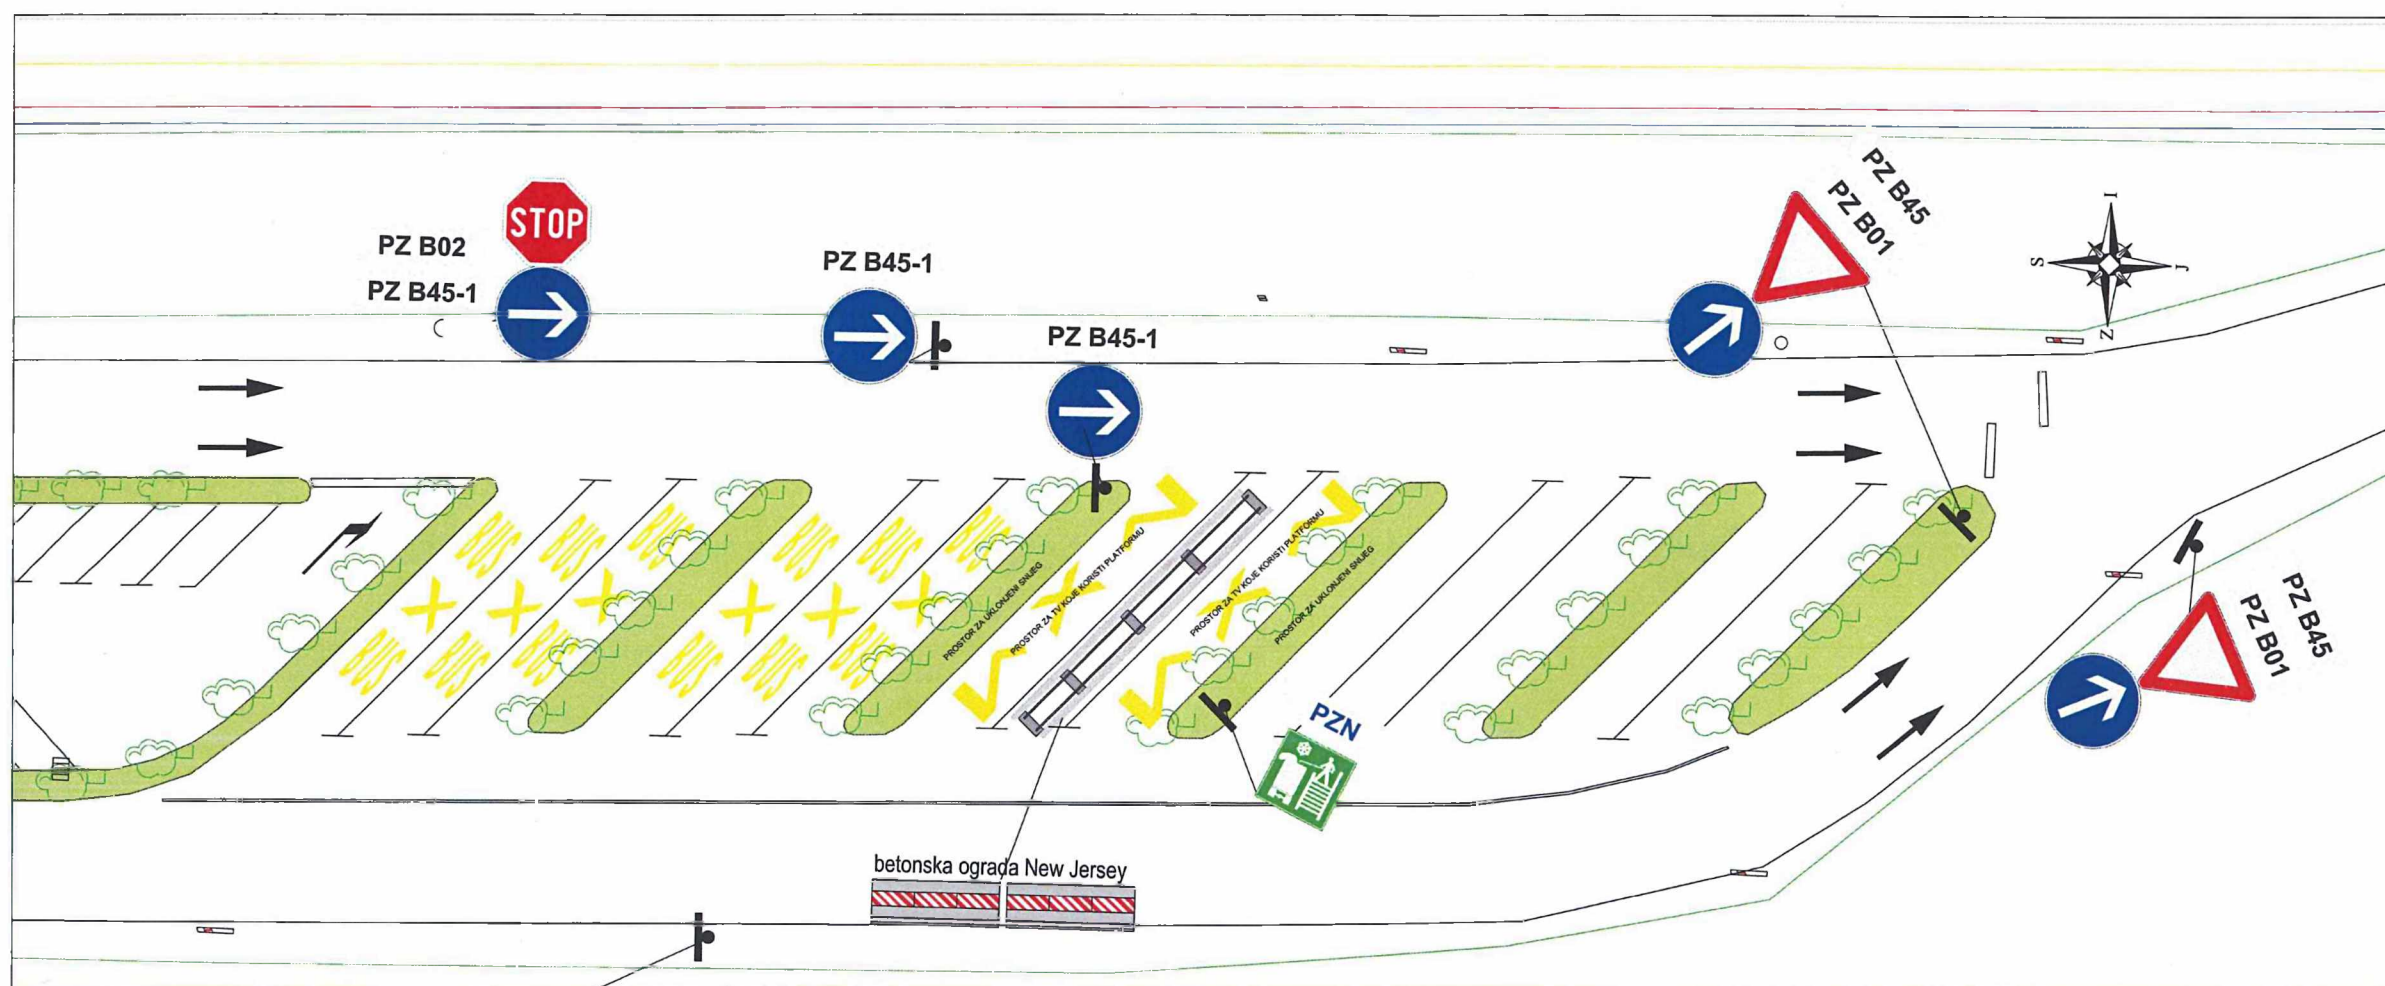 STOP
PZ B02
PZ B45-1
PZ B45-1
PZ B45-1
PZ B45
PZ B01
I
S
J
Z
BUS
BUS
BUS
BUS
BUS
BUS
BUS
BUS
BUS
BUS
BUS
BUS
PROSTOR ZA UKLONJENI SNIJEG
PROSTOR ZA TV KOJE KORISTI PLATFORMU
PROSTOR ZA TV KOJE KORISTI PLATFORMU
PROSTOR ZA UKLONJENI SNIJEG
PZ B45
PZ B01
PZN
betonska ograda New Jersey